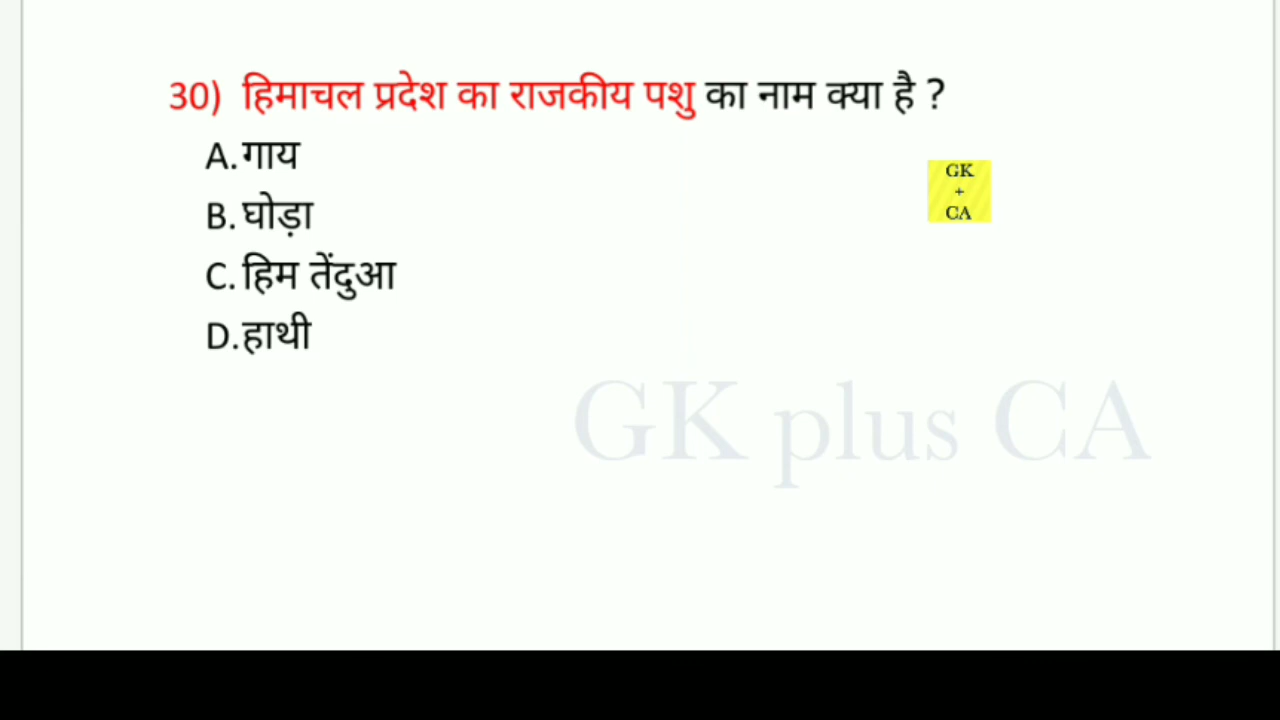 30) हिमाचल प्रदेश का राजकीय पशु का नाम क्या है ?
A. गाय
B. घोड़ा
C. हिम तेंदुआ
D. हाथी
GK
+
CA
GK plus CA